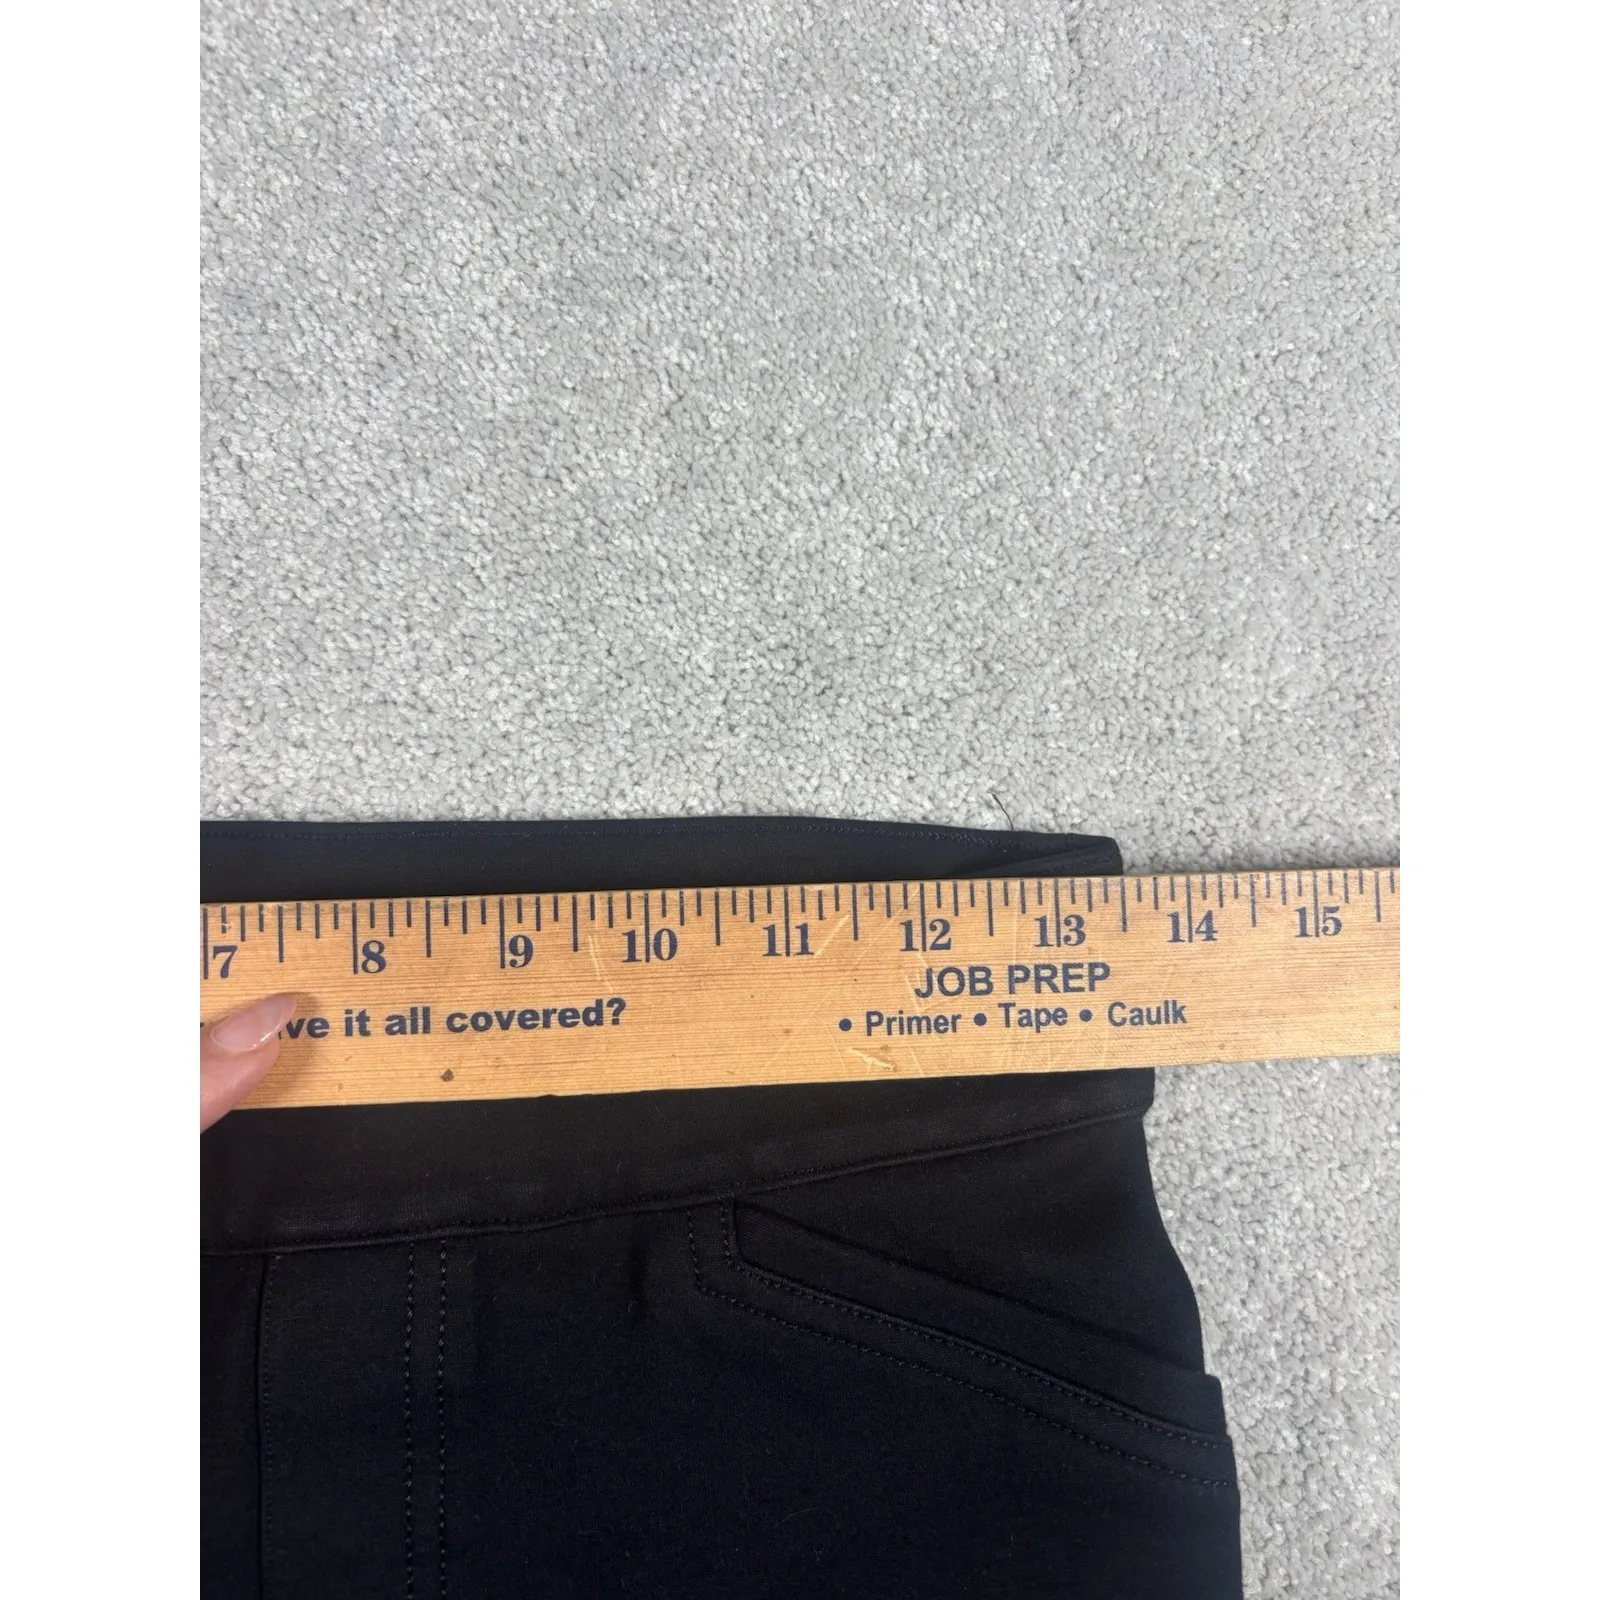 7 8 9 10 11 12 13 14 15
JOB PREP
ve it all covered?
• Primer • Tape • Caulk